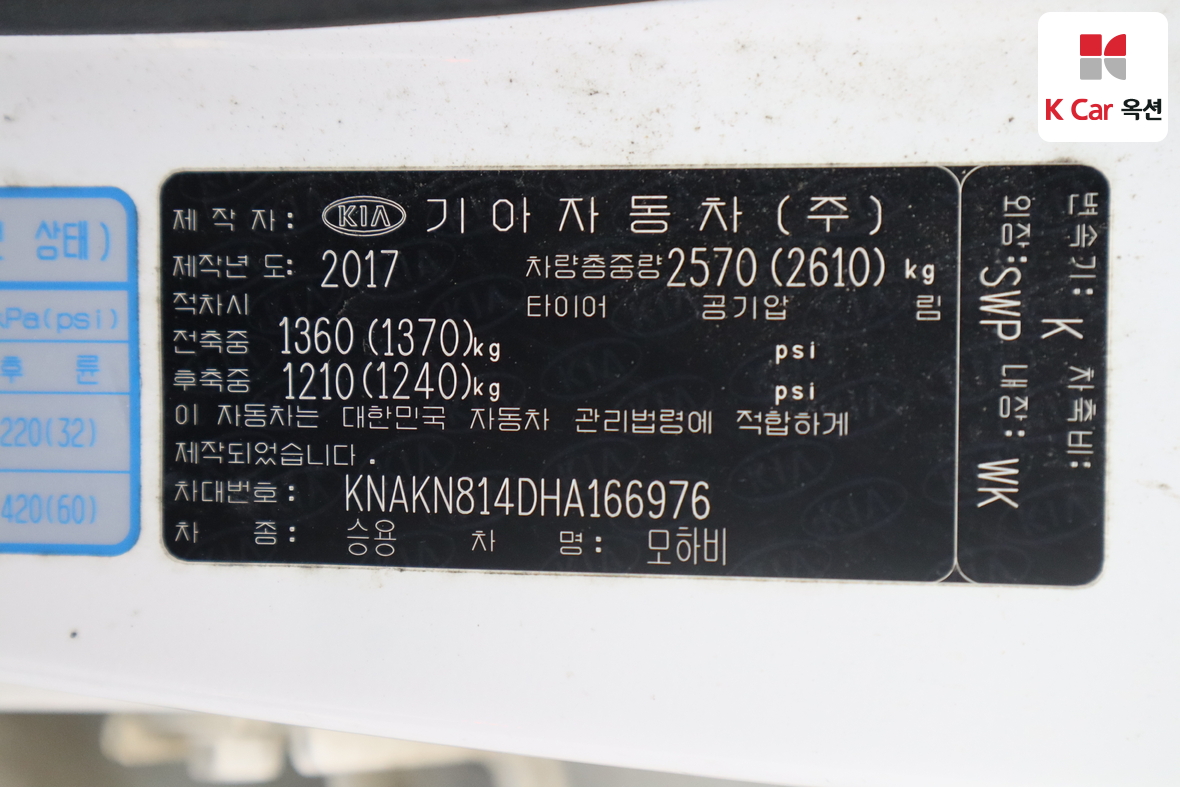 K Car 옥션
상태)
kPa(psi)
후 륜
220(32)
420(60)
제 작 자 : KIA 기 아 자 동 차 ( 주 )
제작년 도: 2017 차량총중량 2570 (2610) kg
적차시 타이어 공기압 림
전축중 1360 (1370)kg psi
후축중 1210(1240)kg psi
이 자동차는 대한민국 자동차 관리법령에 적합하게
제작되었습니다 .
차대번호 : KNAKN814DHA166976
차 종 : 승용 차 명 : 모하비
변속기: K 차축비:
외장:SWP 내장: WK